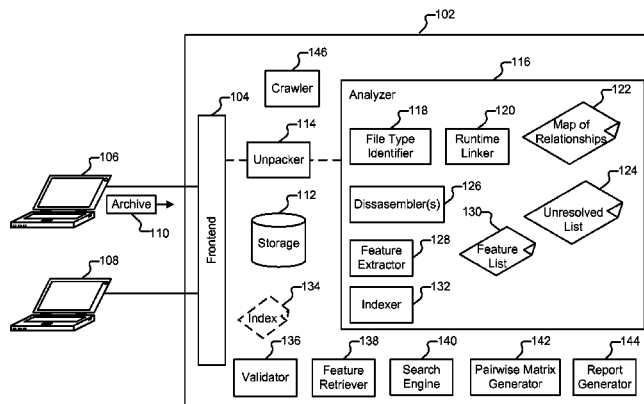 102
146
116
Crawler
104
Analyzer
122
114
118
120
Map of
Relationships
File Type
Identifier
Runtime
Linker
106
Unpacker
Archive
110
112
126
124
Dissasembler(s)
130
Unresolved
List
Storage
Frontend
128
Feature
Extractor
Feature
List
108
134
132
Index
Indexer
136
138
140
142
144
Validator
Feature
Retriever
Search
Engine
Pairwise Matrix
Generator
Report
Generator